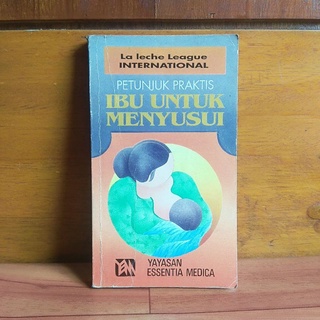 La leche League
INTERNATIONAL
PETUNJUK PRAKTIS
IBU UNTUK
MENYUSUI
YAYASAN
ESSENTIA MEDICA